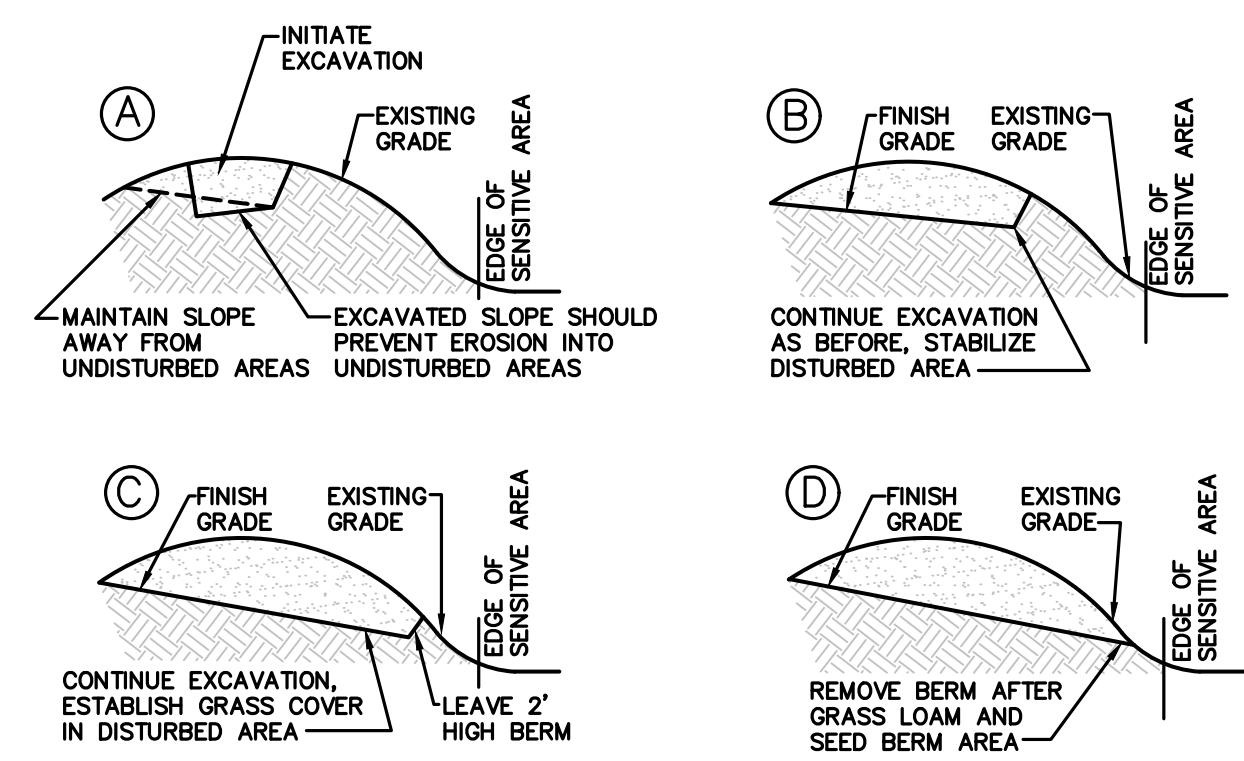 A
INITIATE
EXCAVATION
EXISTING
GRADE
EDGE OF
SENSITIVE AREA
MAINTAIN SLOPE
AWAY FROM
UNDISTURBED AREAS
EXCAVATED SLOPE SHOULD
PREVENT EROSION INTO
UNDISTURBED AREAS
B
FINISH
GRADE
EXISTING
GRADE
EDGE OF
SENSITIVE AREA
CONTINUE EXCAVATION
AS BEFORE, STABILIZE
DISTURBED AREA
C
FINISH
GRADE
EXISTING
GRADE
EDGE OF
SENSITIVE AREA
CONTINUE EXCAVATION,
ESTABLISH GRASS COVER
IN DISTURBED AREA
LEAVE 2'
HIGH BERM
D
FINISH
GRADE
EXISTING
GRADE
EDGE OF
SENSITIVE AREA
REMOVE BERM AFTER
GRASS LOAM AND
SEED BERM AREA